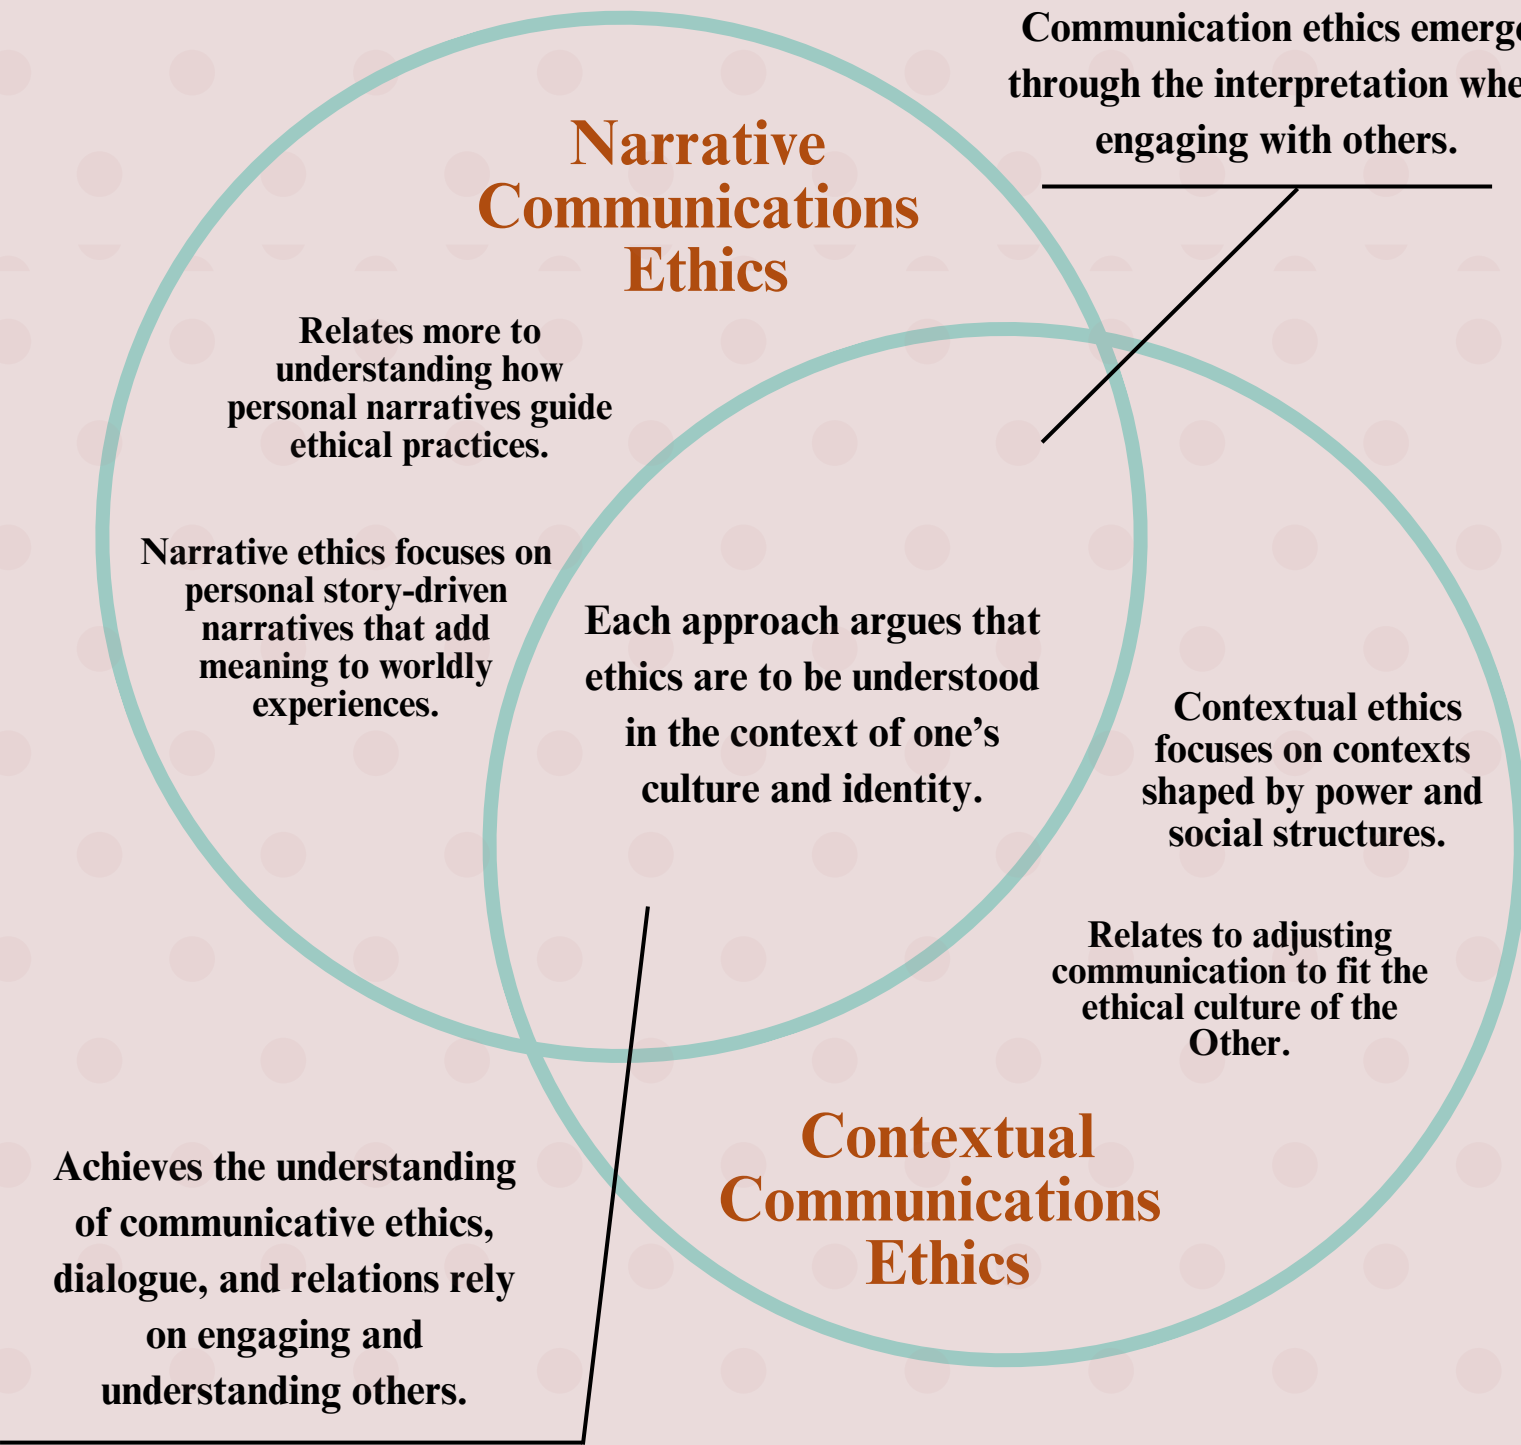 Communication ethics emerge
through the interpretation whe
engaging with others.
Narrative
Communications
Ethics
Relates more to
understanding how
personal narratives guide
ethical practices.
Narrative ethics focuses on
personal story-driven
narratives that add
meaning to worldly
experiences.
Each approach argues that
ethics are to be understood
in the context of one’s
culture and identity.
Contextual ethics
focuses on contexts
shaped by power and
social structures.
Relates to adjusting
communication to fit the
ethical culture of the
Other.
Contextual
Communications
Ethics
Achieves the understanding
of communicative ethics,
dialogue, and relations rely
on engaging and
understanding others.